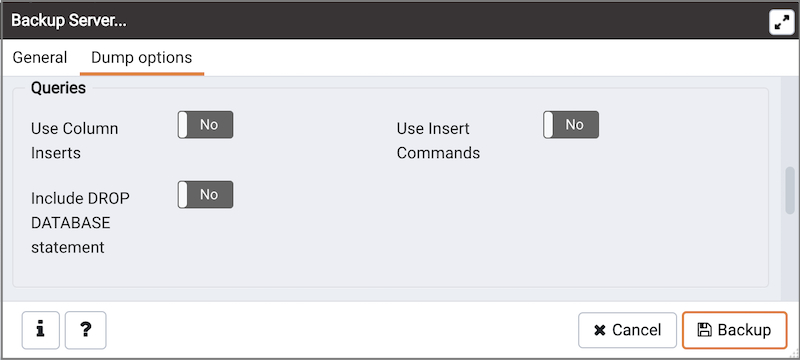 Backup Server...
General Dump options
Queries
Use Column
Inserts
No
Use Insert
Commands
No
Include DROP
DATABASE
statement
No
i
?
Cancel
Backup